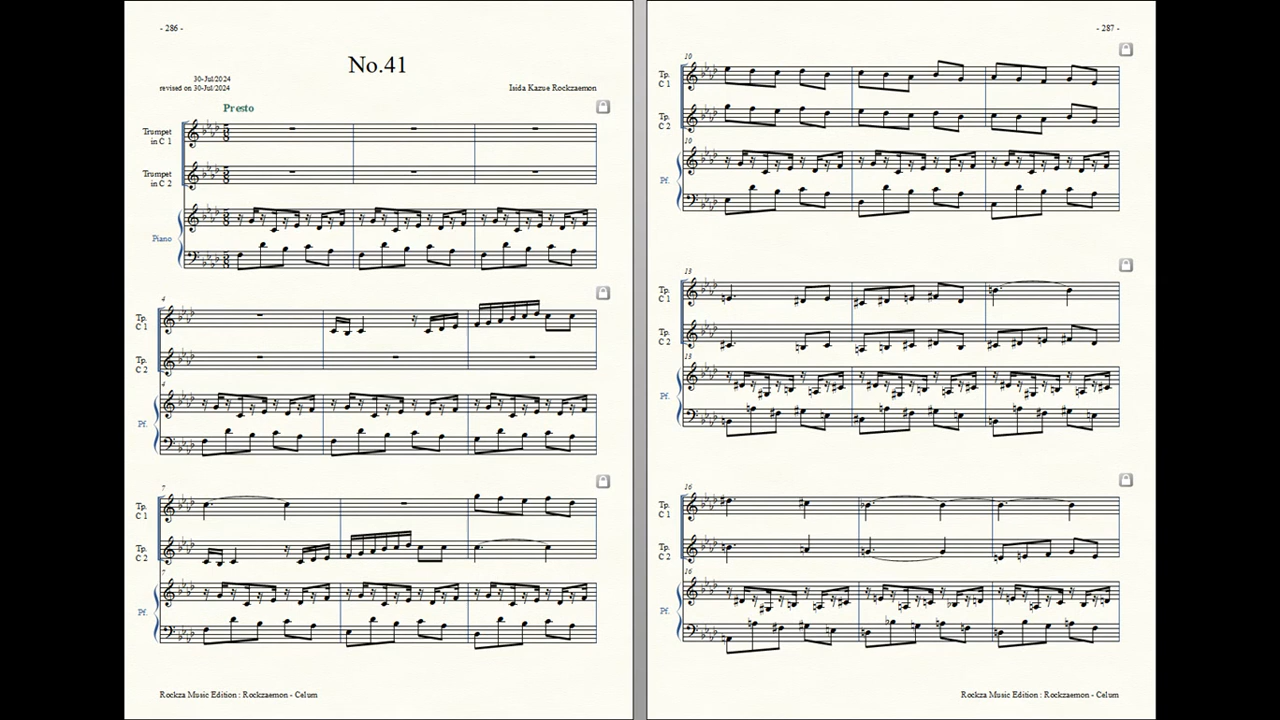 - 286 -
No.41
30-Jul/2024
revised on 30-Jul/2024
Isida Kazue Rockzaemon
Presto
Trumpet
in C 1
Trumpet
in C 2
Piano
4
Tp.
C 1
Tp.
C 2
4
Pf.
7
Tp.
C 1
Tp.
C 2
7
Pf.
Rockza Music Edition : Rockzaemon - Celum
- 287 -
10
Tp.
C 1
Tp.
C 2
10
Pf.
13
Tp.
C 1
Tp.
C 2
13
Pf.
16
Tp.
C 1
Tp.
C 2
16
Pf.
Rockza Music Edition : Rockzaemon - Celum